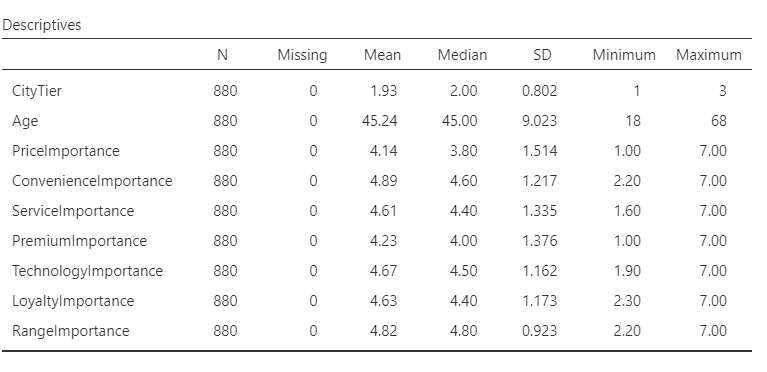 Descriptives
N Missing Mean Median SD Minimum Maximum
CityTier 880 0 1.93 2.00 0.802 1 3
Age 880 0 45.24 45.00 9.023 18 68
PriceImportance 880 0 4.14 3.80 1.514 1.00 7.00
ConvenienceImportance 880 0 4.89 4.60 1.217 2.20 7.00
ServiceImportance 880 0 4.61 4.40 1.335 1.60 7.00
PremiumImportance 880 0 4.23 4.00 1.376 1.00 7.00
TechnologyImportance 880 0 4.67 4.50 1.162 1.90 7.00
LoyaltyImportance 880 0 4.63 4.40 1.173 2.30 7.00
RangeImportance 880 0 4.82 4.80 0.923 2.20 7.00